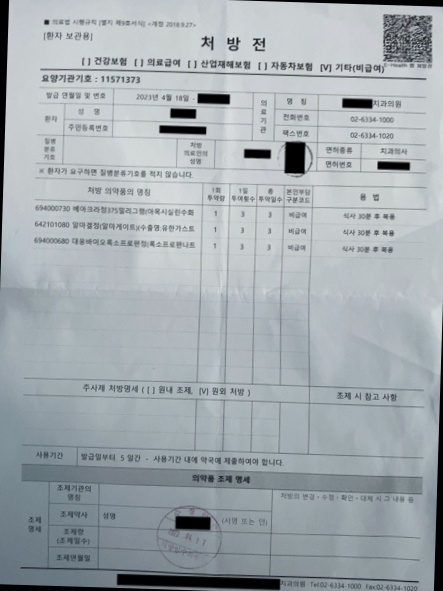 ■ 의료법 시행규칙 [별지 제9호서식] <개정 2018.9.27>
[환자 보관용]
처 방 전
E-Health 존 처방전
[ ] 건강보험 [ ] 의료급여 [ ] 산업재해보험 [ ] 자동차보험 [V] 기타(비급여)
요양기관기호 : 11571373
발급 연월일 및 번호 2023년 4월 18일 -
의료기관
명 칭 치과의원
전화번호 02-6334-1000
팩스번호 02-6334-1020
환자
성 명
주민등록번호
질병분류기호
처방 의료인의 성명
면허종류 치과의사
면허번호
※ 환자가 요구하면 질병분류기호를 적지 않습니다.
처방 의약품의 명칭 1회 투약량 1일 투여횟수 총 투약일수 본인부담 구분코드 용 법
694000730 베아크라정375밀리그램(아목시실린수화 1 3 3 비급여 식사 30분 후 복용
642101080 알마겔정(알마게이트)(수출명:유한가스트 1 3 3 비급여 식사 30분 후 복용
694000680 대웅바이오록소프로펜정(록소프로펜나트 1 3 3 비급여 식사 30분 후 복용
주사제 처방명세 ( [ ] 원내 조제, [V] 원외 처방 ) 조제 시 참고 사항
사용기간 발급일부터 5 일간 - 사용기간 내에 약국에 제출하여야 합니다.
의약품 조제 명세
조제명세
조제기관의 명칭
처방의 변경ㆍ수정ㆍ확인ㆍ대체 시 그 내용 등
조제약사 성명 (서명 또는 인)
조제량 (조제일수)
조제연월일
치과의원 Tel:02-6334-1000 Fax:02-6334-1020